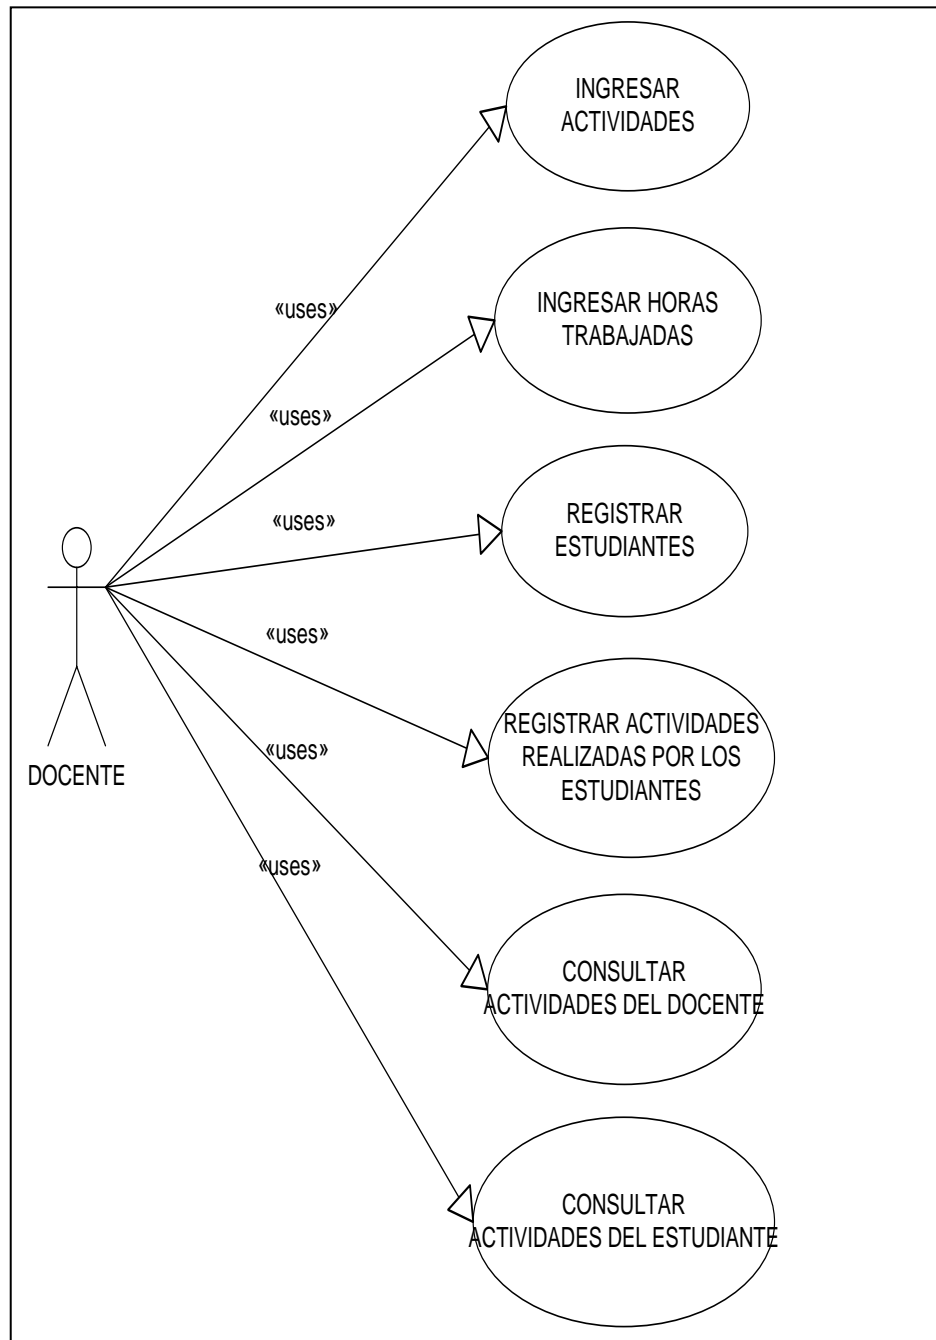 INGRESAR
ACTIVIDADES
«uses»
INGRESAR HORAS
TRABAJADAS
«uses»
REGISTRAR
ESTUDIANTES
«uses»
«uses»
REGISTRAR ACTIVIDADES
REALIZADAS POR LOS
ESTUDIANTES
«uses»
DOCENTE
«uses»
CONSULTAR
ACTIVIDADES DEL DOCENTE
CONSULTAR
ACTIVIDADES DEL ESTUDIANTE